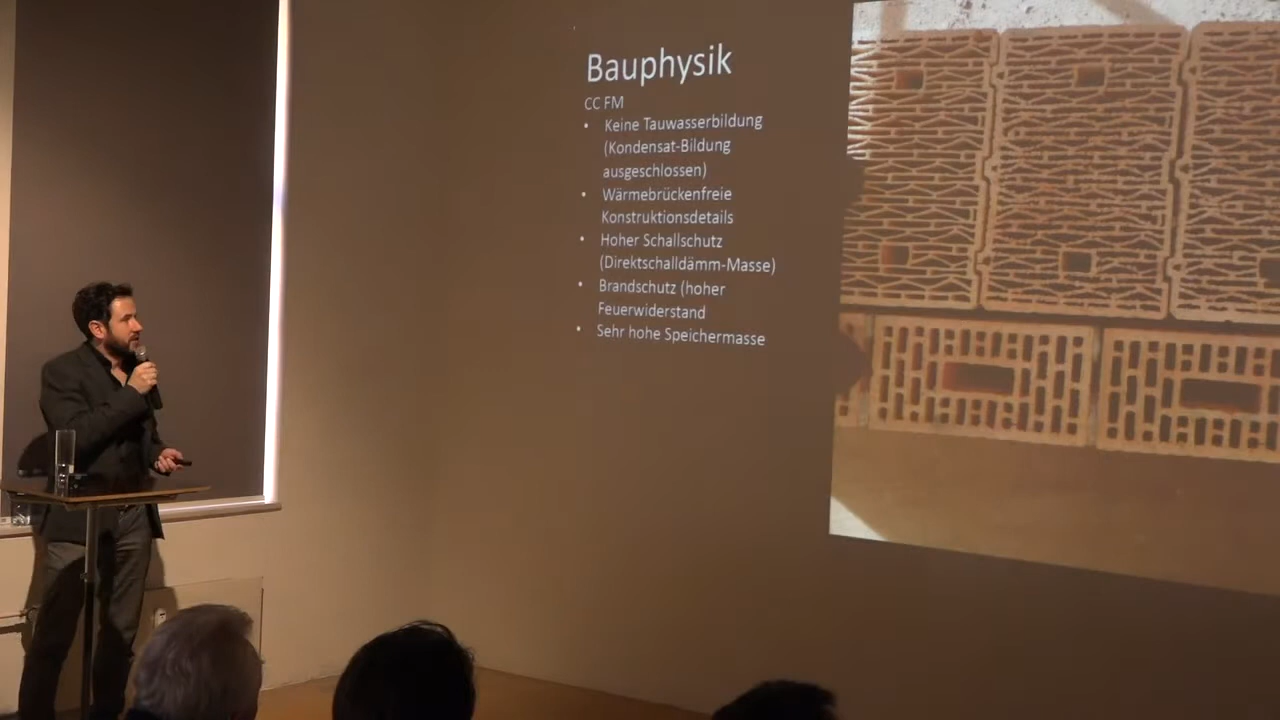 Bauphysik
CC FM
• Keine Tauwasserbildung
(Kondensat-Bildung
ausgeschlossen)
• Wärmebrückenfreie
Konstruktionsdetails
• Hoher Schallschutz
(Direktschalldämm-Masse)
• Brandschutz (hoher
Feuerwiderstand
• Sehr hohe Speichermasse